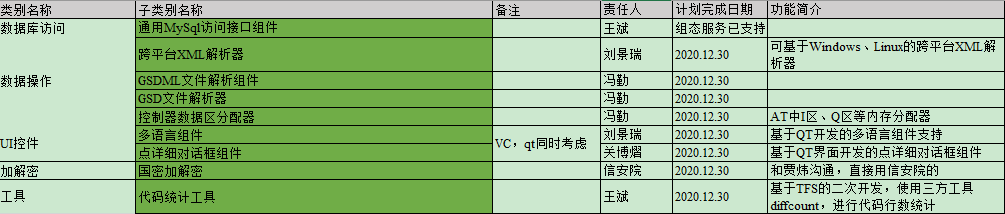 类别名称 子类别名称 备注 责任人 计划完成日期 功能简介
数据库访问 通用MySql访问接口组件 王斌 组态服务已支持
数据操作 跨平台XML解析器 刘景瑞 2020.12.30 可基于Windows、Linux的跨平台XML解析器
GSDML文件解析组件 冯勤 2020.12.30
GSD文件解析器 冯勤 2020.12.30
控制器数据区分配器 冯勤 2020.12.30 AT中I区、Q区等内存分配器
UI控件 多语言组件 VC，qt同时考虑 刘景瑞 2020.12.30 基于QT开发的多语言组件支持
点详细对话框组件 关博熠 2020.12.30 基于QT界面开发的点详细对话框组件
加解密 国密加解密 信安院 2020.12.30 和贾炜沟通，直接用信安院的
工具 代码统计工具 王斌 2020.12.30 基于TFS的二次开发，使用三方工具
diffcount，进行代码行数统计